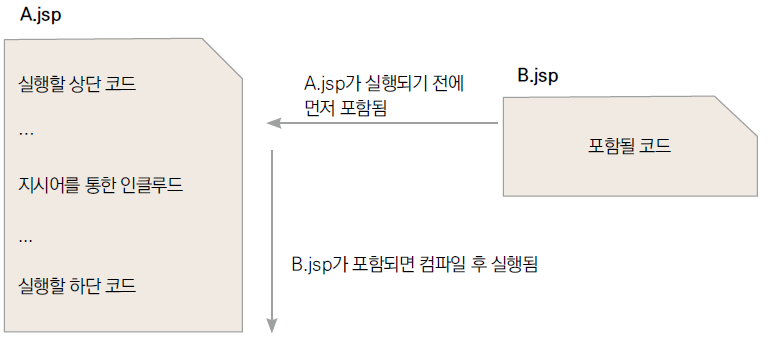 A.jsp
실행할 상단 코드
...
지시어를 통한 인클루드
...
실행할 하단 코드
A.jsp가 실행되기 전에
먼저 포함됨
B.jsp
포함될 코드
B.jsp가 포함되면 컴파일 후 실행됨